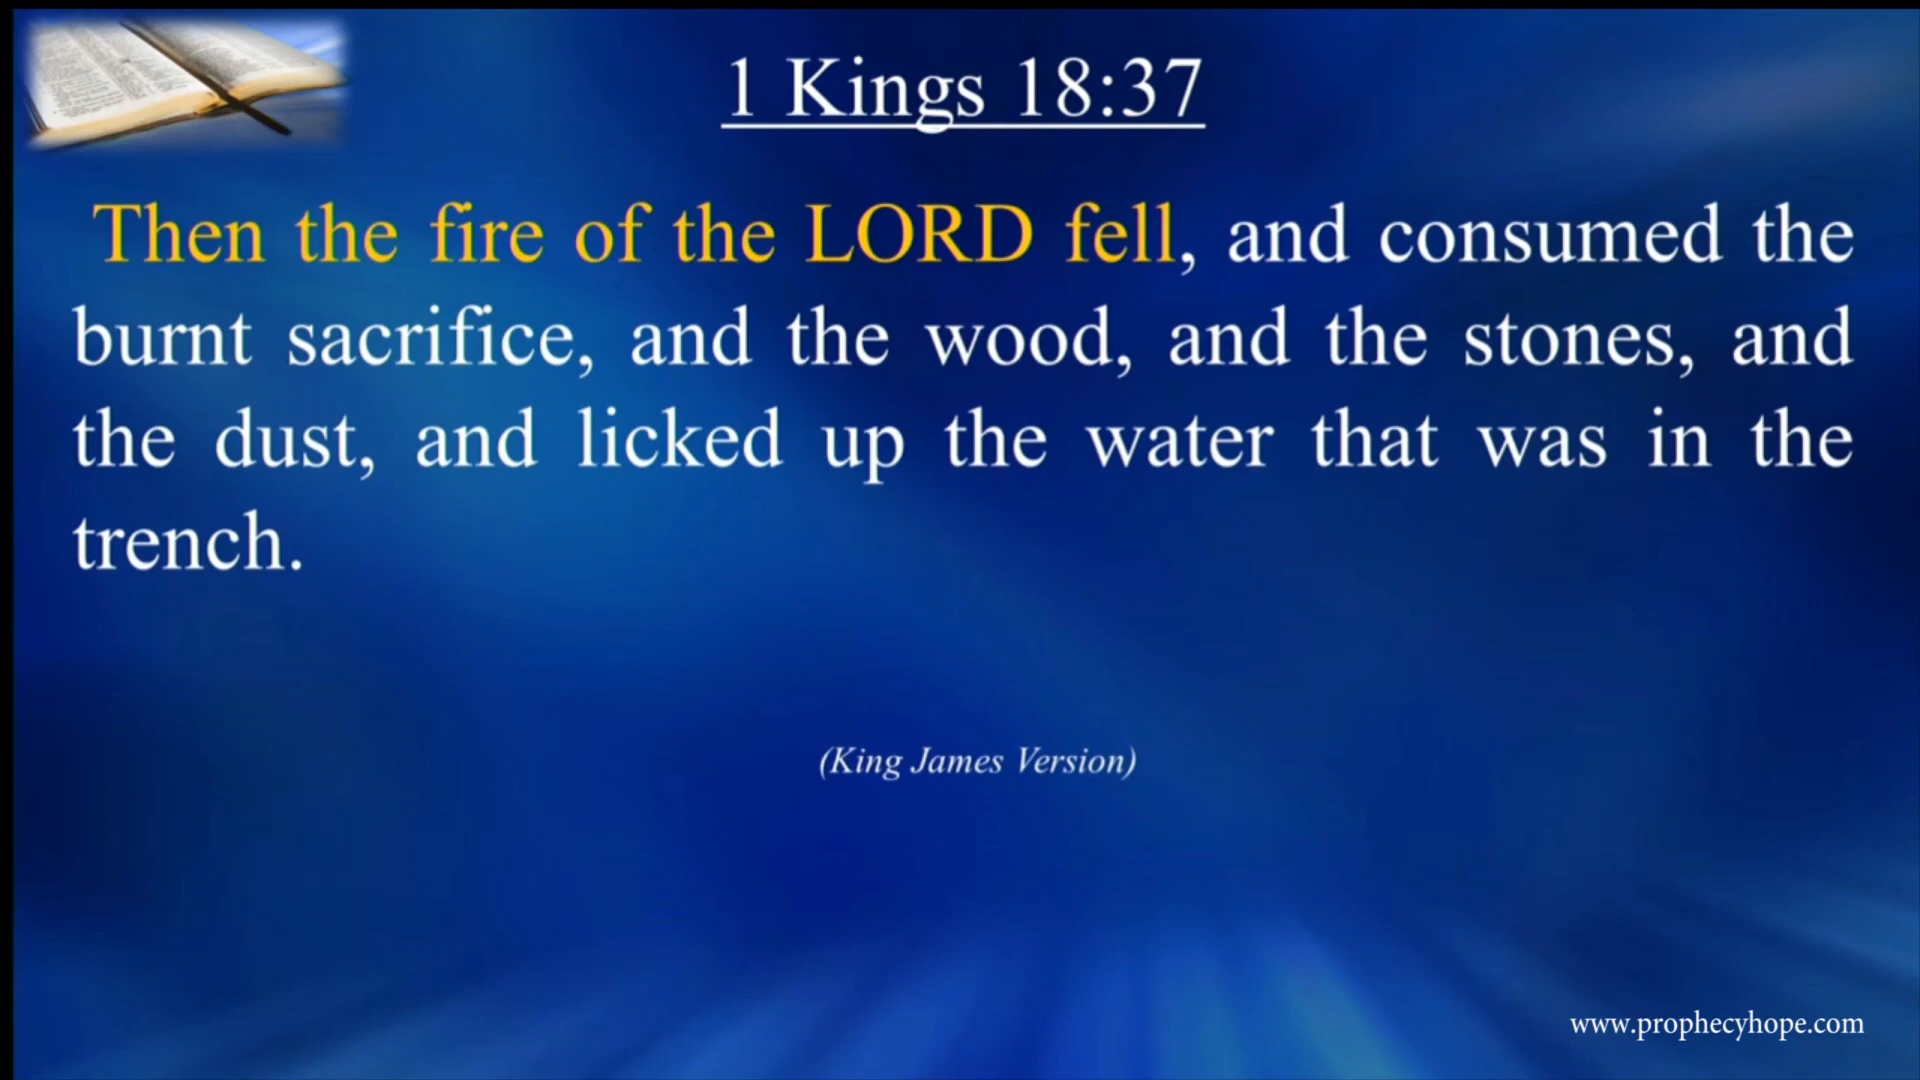 1 Kings 18:37
Then the fire of the LORD fell, and consumed the
burnt sacrifice, and the wood, and the stones, and
the dust, and licked up the water that was in the
trench.
(King James Version)
www.prophecyhope.com